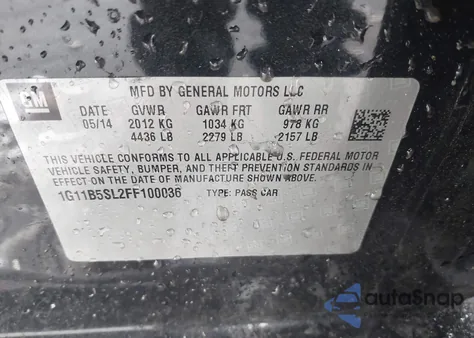 GM
MFD BY GENERAL MOTORS LLC
DATE GVWR GAWR FRT GAWR RR
05/14 2012 KG 1034 KG 978 KG
4436 LB 2279 LB 2157 LB
THIS VEHICLE CONFORMS TO ALL APPLICABLE U.S. FEDERAL MOTOR
VEHICLE SAFETY, BUMPER, AND THEFT PREVENTION STANDARDS
IN EFFECT ON THE DATE OF MANUFACTURE SHOWN ABOVE.
1G11B5SL2FF100036 TYPE: PASS CAR
autoSnap